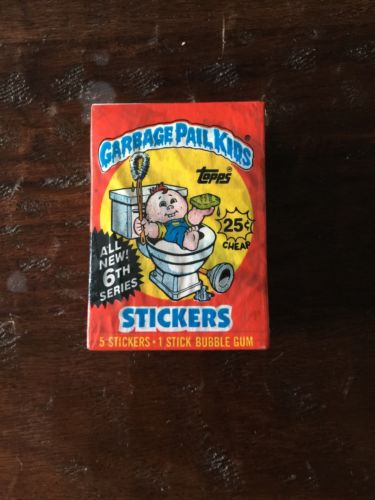 GARBAGE PAIL KIDS®
topps®
25¢
CHEAP
ALL
NEW!
6TH
SERIES
STICKERS
5 STICKERS • 1 STICK BUBBLE GUM